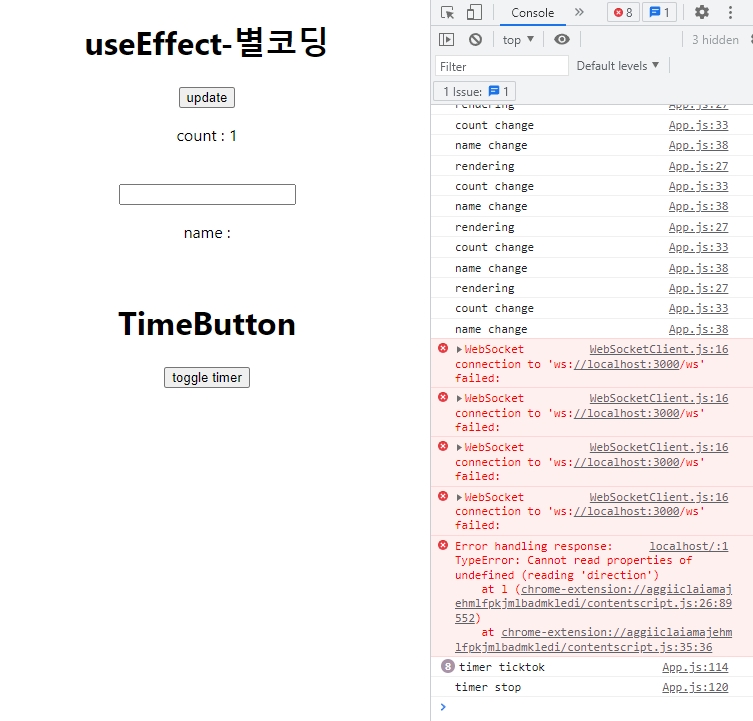 useEffect-별코딩
update
count : 1
name :
TimeButton
toggle timer
Console
8
1
top
3 hidden
Filter
Default levels
1 Issue: 1
rendering App.js:27
count change App.js:33
name change App.js:38
rendering App.js:27
count change App.js:33
name change App.js:38
rendering App.js:27
count change App.js:33
name change App.js:38
rendering App.js:27
count change App.js:33
name change App.js:38
WebSocket WebSocketClient.js:16
connection to 'ws://localhost:3000/ws'
failed:
WebSocket WebSocketClient.js:16
connection to 'ws://localhost:3000/ws'
failed:
WebSocket WebSocketClient.js:16
connection to 'ws://localhost:3000/ws'
failed:
WebSocket WebSocketClient.js:16
connection to 'ws://localhost:3000/ws'
failed:
Error handling response: localhost/:1
TypeError: Cannot read properties of
undefined (reading 'direction')
at l (chrome-extension://aggiiclaiamaj
ehmlfpkjmlbadmkledi/contentscript.js:26:89
552)
at chrome-extension://aggiiclaiamajehm
lfpkjmlbadmkledi/contentscript.js:35:36
8 timer ticktok App.js:114
timer stop App.js:120